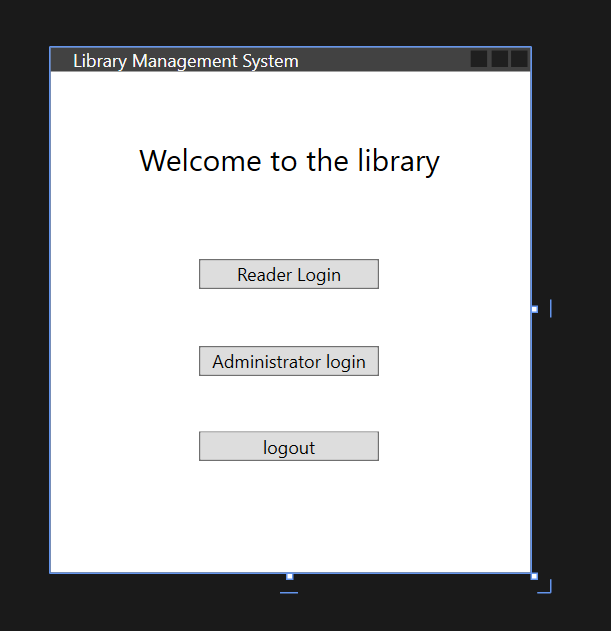 Library Management System
Welcome to the library
Reader Login
Administrator login
logout